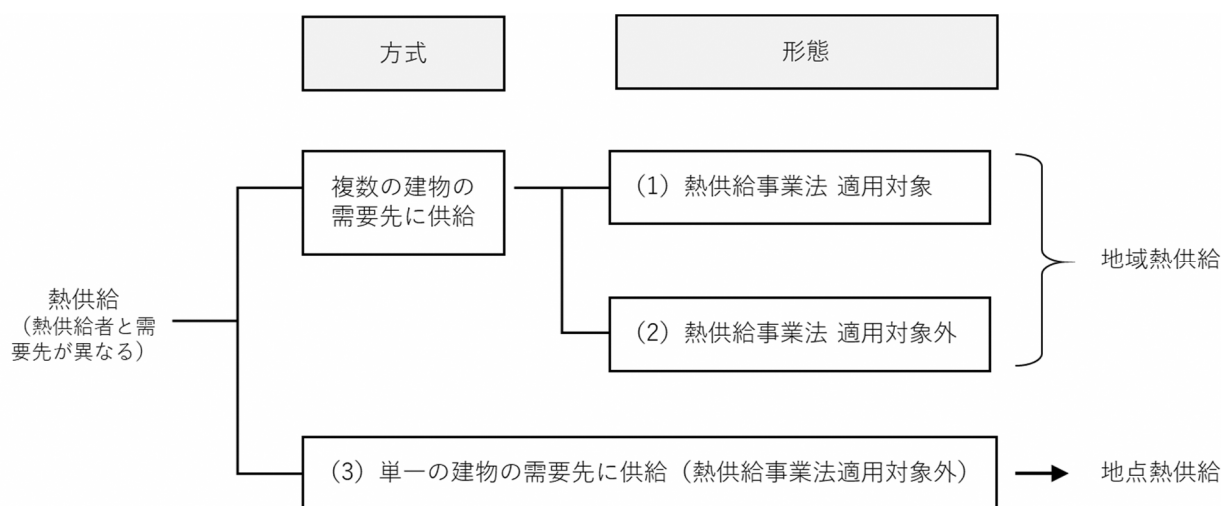 方式
形態
複数の建物の
需要先に供給
(1) 熱供給事業法 適用対象
地域熱供給
熱供給
(熱供給者と需
要先が異なる)
(2) 熱供給事業法 適用対象外
(3) 単一の建物の需要先に供給 (熱供給事業法適用対象外)
地点熱供給